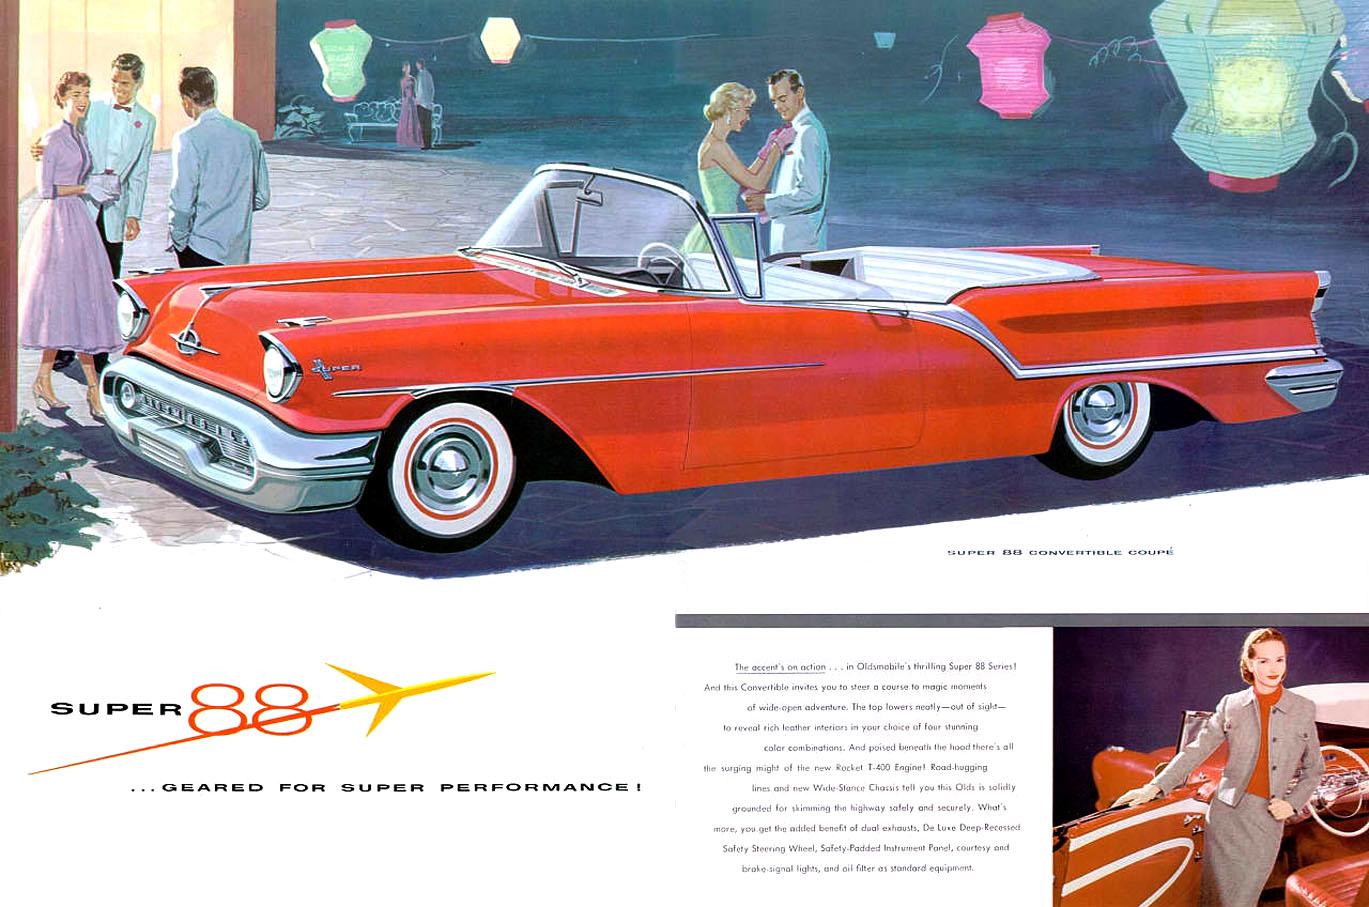 SUPER
SUPER 88 CONVERTIBLE COUPÉ
SUPER 88
...GEARED FOR SUPER PERFORMANCE!
The accent's on action . . . in Oldsmobile's thrilling Super 88 Series!
And this Convertible invites you to steer a course to magic moments
of wide-open adventure. The top lowers neatly—out of sight—
to reveal rich leather interiors in your choice of four stunning
color combinations. And poised beneath the hood there's all
the surging might of the new Rocket T-400 Engine! Road-hugging
lines and new Wide-Stance Chassis tell you this Olds is solidly
grounded for skimming the highway safely and securely. What's
more, you get the added benefit of dual exhausts, De Luxe Deep-Recessed
Safety Steering Wheel, Safety-Padded Instrument Panel, courtesy and
brake-signal lights, and oil filter as standard equipment.